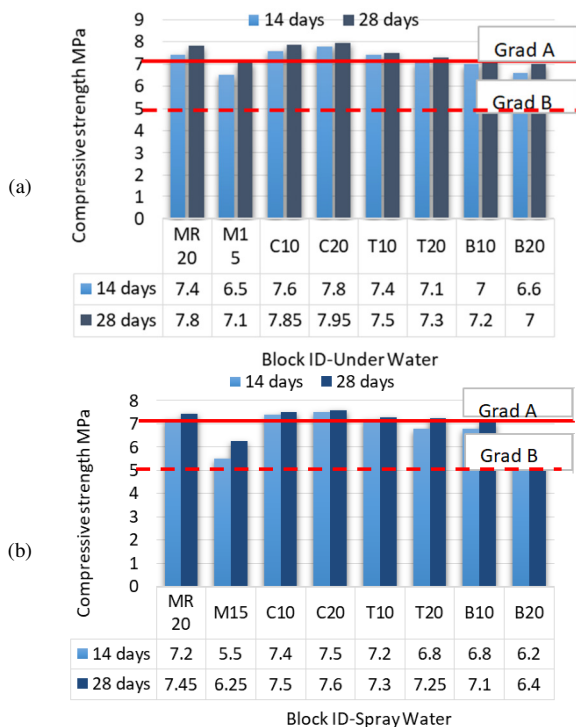 14 days 28 days
Compressive strength MPa
9
8
7
6
5
4
3
2
1
0
Grad A
Grad B
(a)
MR M1 C10 C20 T10 T20 B10 B20
20 5
14 days 7.4 6.5 7.6 7.8 7.4 7.1 7 6.6
28 days 7.8 7.1 7.85 7.95 7.5 7.3 7.2 7
Block ID-Under Water
14 days 28 days
Compressive strength MPa
8
7
6
5
4
3
2
1
0
Grad A
Grad B
(b)
MR M15 C10 C20 T10 T20 B10 B20
20
14 days 7.2 5.5 7.4 7.5 7.2 6.8 6.8 6.2
28 days 7.45 6.25 7.5 7.6 7.3 7.25 7.1 6.4
Block ID-Spray Water